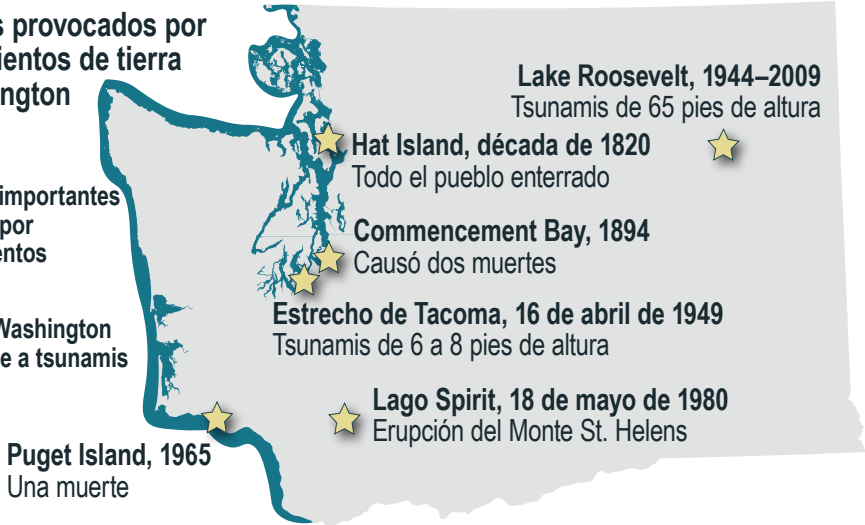 s provocados por
ientos de tierra
ington
importantes
por
entos
Washington
e a tsunamis
Lake Roosevelt, 1944–2009
Tsunamis de 65 pies de altura
Hat Island, década de 1820
Todo el pueblo enterrado
Commencement Bay, 1894
Causó dos muertes
Estrecho de Tacoma, 16 de abril de 1949
Tsunamis de 6 a 8 pies de altura
Lago Spirit, 18 de mayo de 1980
Erupción del Monte St. Helens
Puget Island, 1965
Una muerte